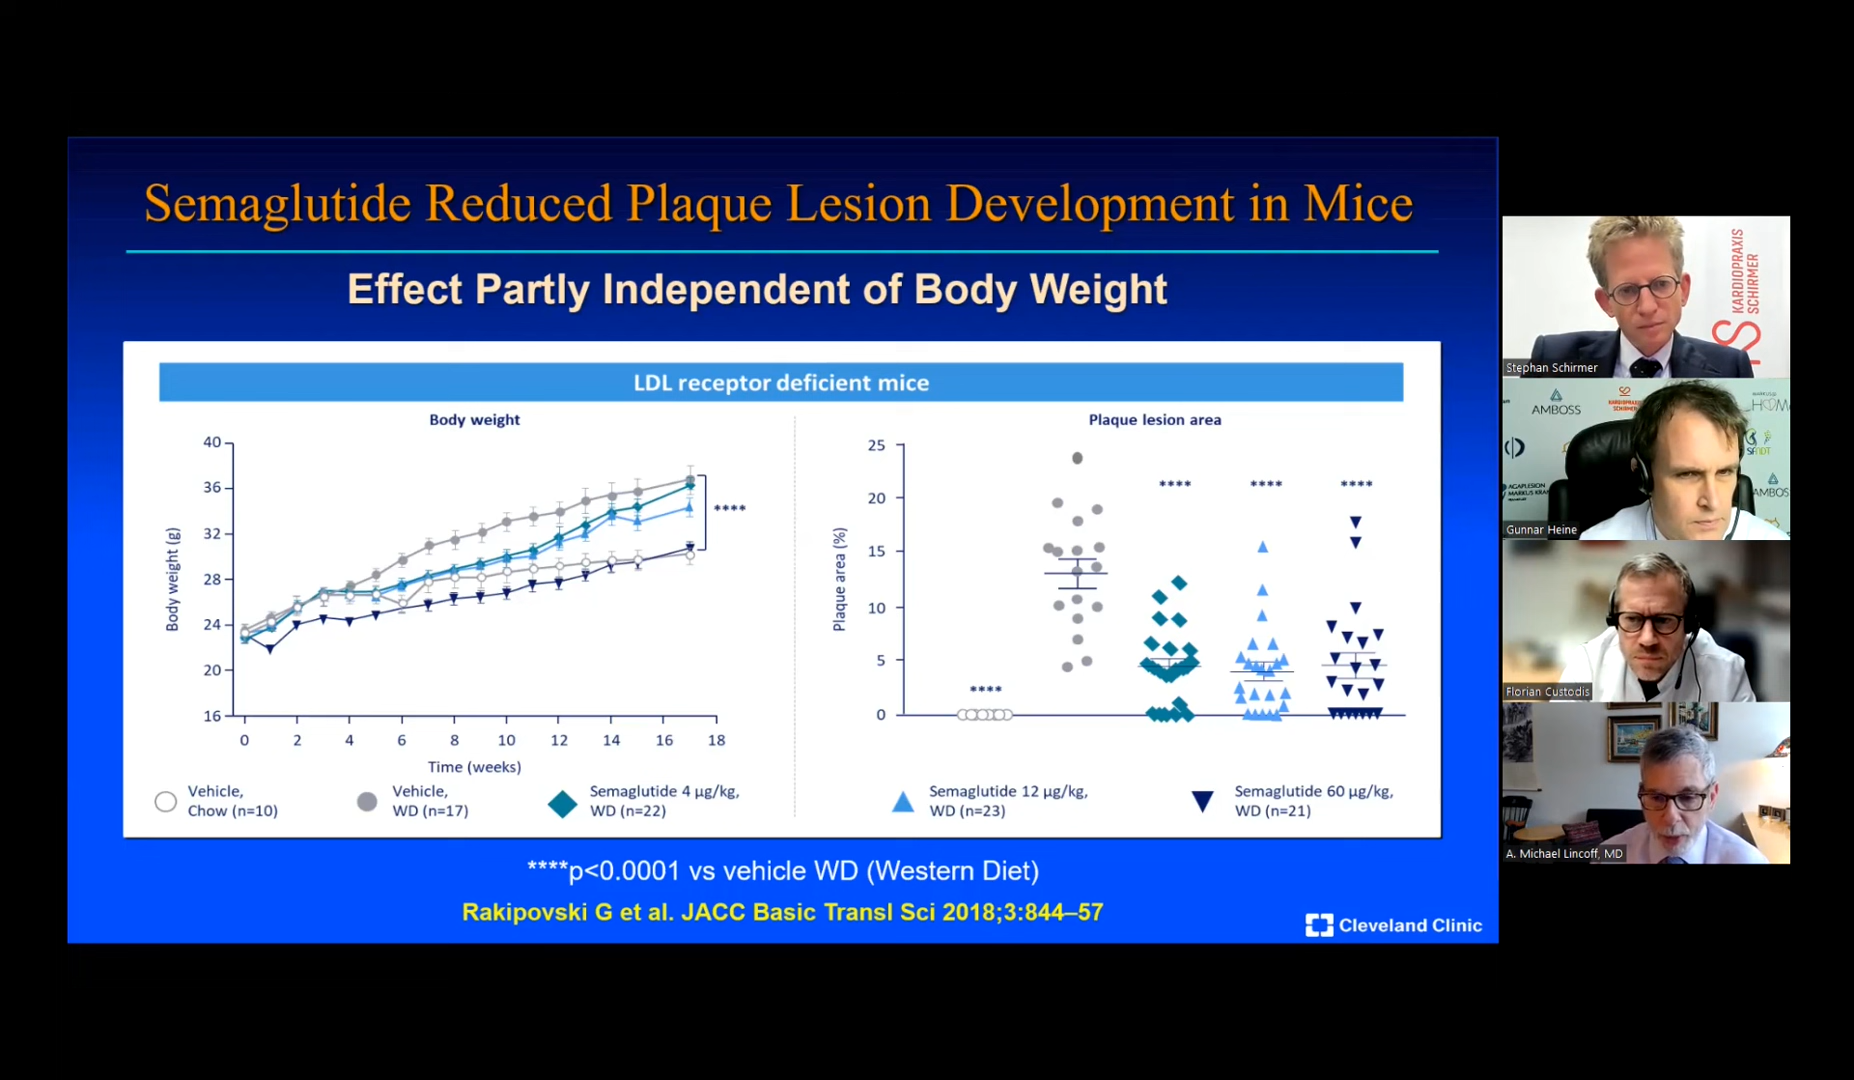 Semaglutide Reduced Plaque Lesion Development in Mice
Effect Partly Independent of Body Weight
LDL receptor deficient mice
Body weight
40
36
32
28
24
20
16
Body weight (g)
0 2 4 6 8 10 12 14 16 18
Time (weeks)
****
Plaque lesion area
25
20
15
10
5
0
Plaque area (%)
****
**** **** ****
Vehicle,
Chow (n=10)
Vehicle,
WD (n=17)
Semaglutide 4 µg/kg,
WD (n=22)
Semaglutide 12 µg/kg,
WD (n=23)
Semaglutide 60 µg/kg,
WD (n=21)
****p<0.0001 vs vehicle WD (Western Diet)
Rakipovski G et al. JACC Basic Transl Sci 2018;3:844–57
Cleveland Clinic
KARDIOPRAXIS
SCHIRMER
Stephan Schirmer
AMBOSS
AGAPLESION
Gunnar Heine
Florian Custodis
A. Michael Lincoff, MD